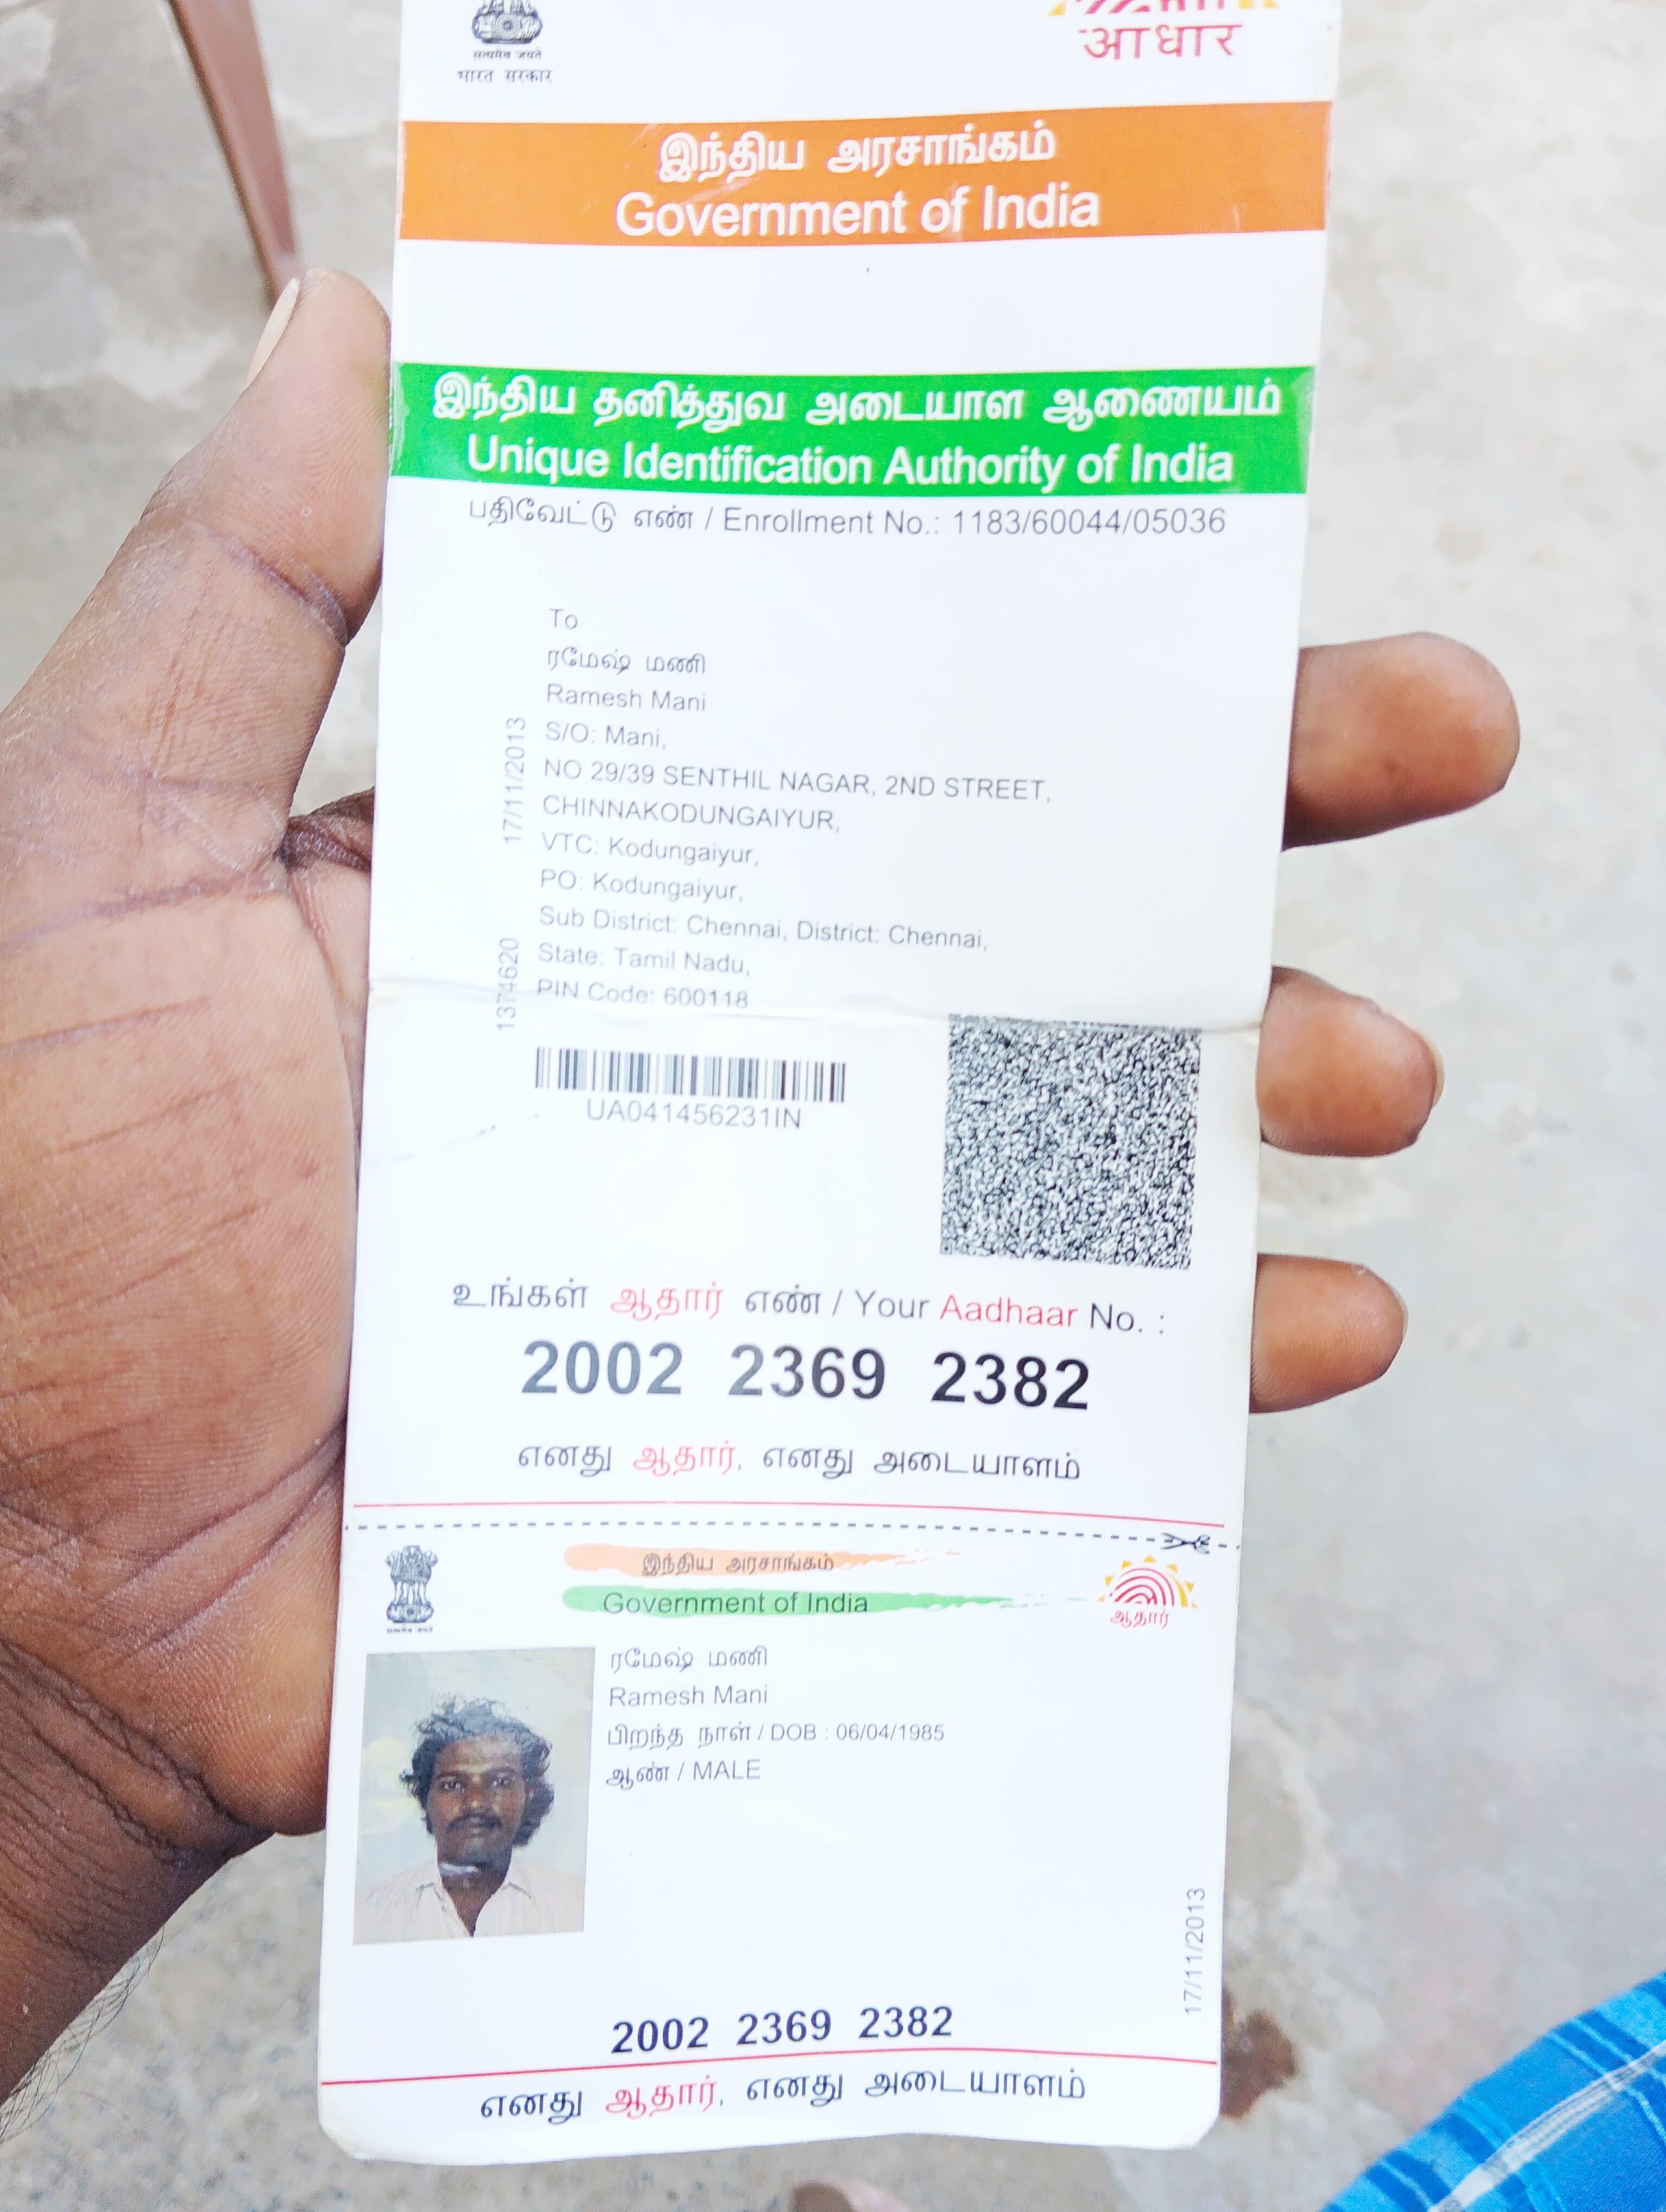 सत्यमेव जयते
भारत सरकार
आधार
இந்திய அரசாங்கம்
Government of India
இந்திய தனித்துவ அடையாள ஆணையம்
Unique Identification Authority of India
பதிவேட்டு எண் / Enrollment No.: 1183/60044/05036
To
ரமேஷ் மணி
Ramesh Mani
S/O: Mani,
NO 29/39 SENTHIL NAGAR, 2ND STREET,
CHINNAKODUNGAIYUR,
VTC: Kodungaiyur,
PO: Kodungaiyur,
Sub District: Chennai, District: Chennai,
State: Tamil Nadu,
PIN Code: 600118
17/11/2013
1374620
UA041456231IN
உங்கள் ஆதார் எண் / Your Aadhaar No. :
2002 2369 2382
எனது ஆதார், எனது அடையாளம்
இந்திய அரசாங்கம்
Government of India
ஆதார்
ரமேஷ் மணி
Ramesh Mani
பிறந்த நாள் / DOB : 06/04/1985
ஆண் / MALE
17/11/2013
2002 2369 2382
எனது ஆதார், எனது அடையாளம்